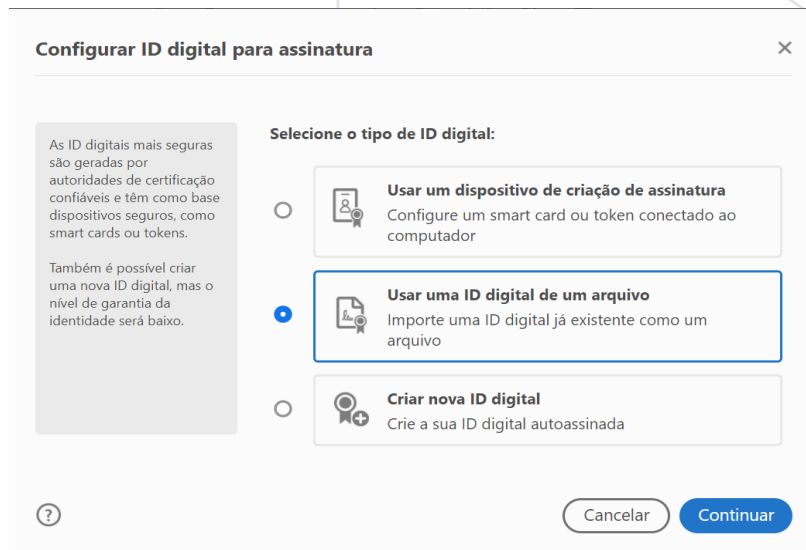 Configurar ID digital para assinatura
As ID digitais mais seguras
são geradas por
autoridades de certificação
confiáveis e têm como base
dispositivos seguros, como
smart cards ou tokens.
Também é possível criar
uma nova ID digital, mas o
nível de garantia da
identidade será baixo.
Selecione o tipo de ID digital:
Usar um dispositivo de criação de assinatura
Configure um smart card ou token conectado ao
computador
Usar uma ID digital de um arquivo
Importe uma ID digital já existente como um
arquivo
Criar nova ID digital
Crie a sua ID digital autoassinada
Cancelar
Continuar